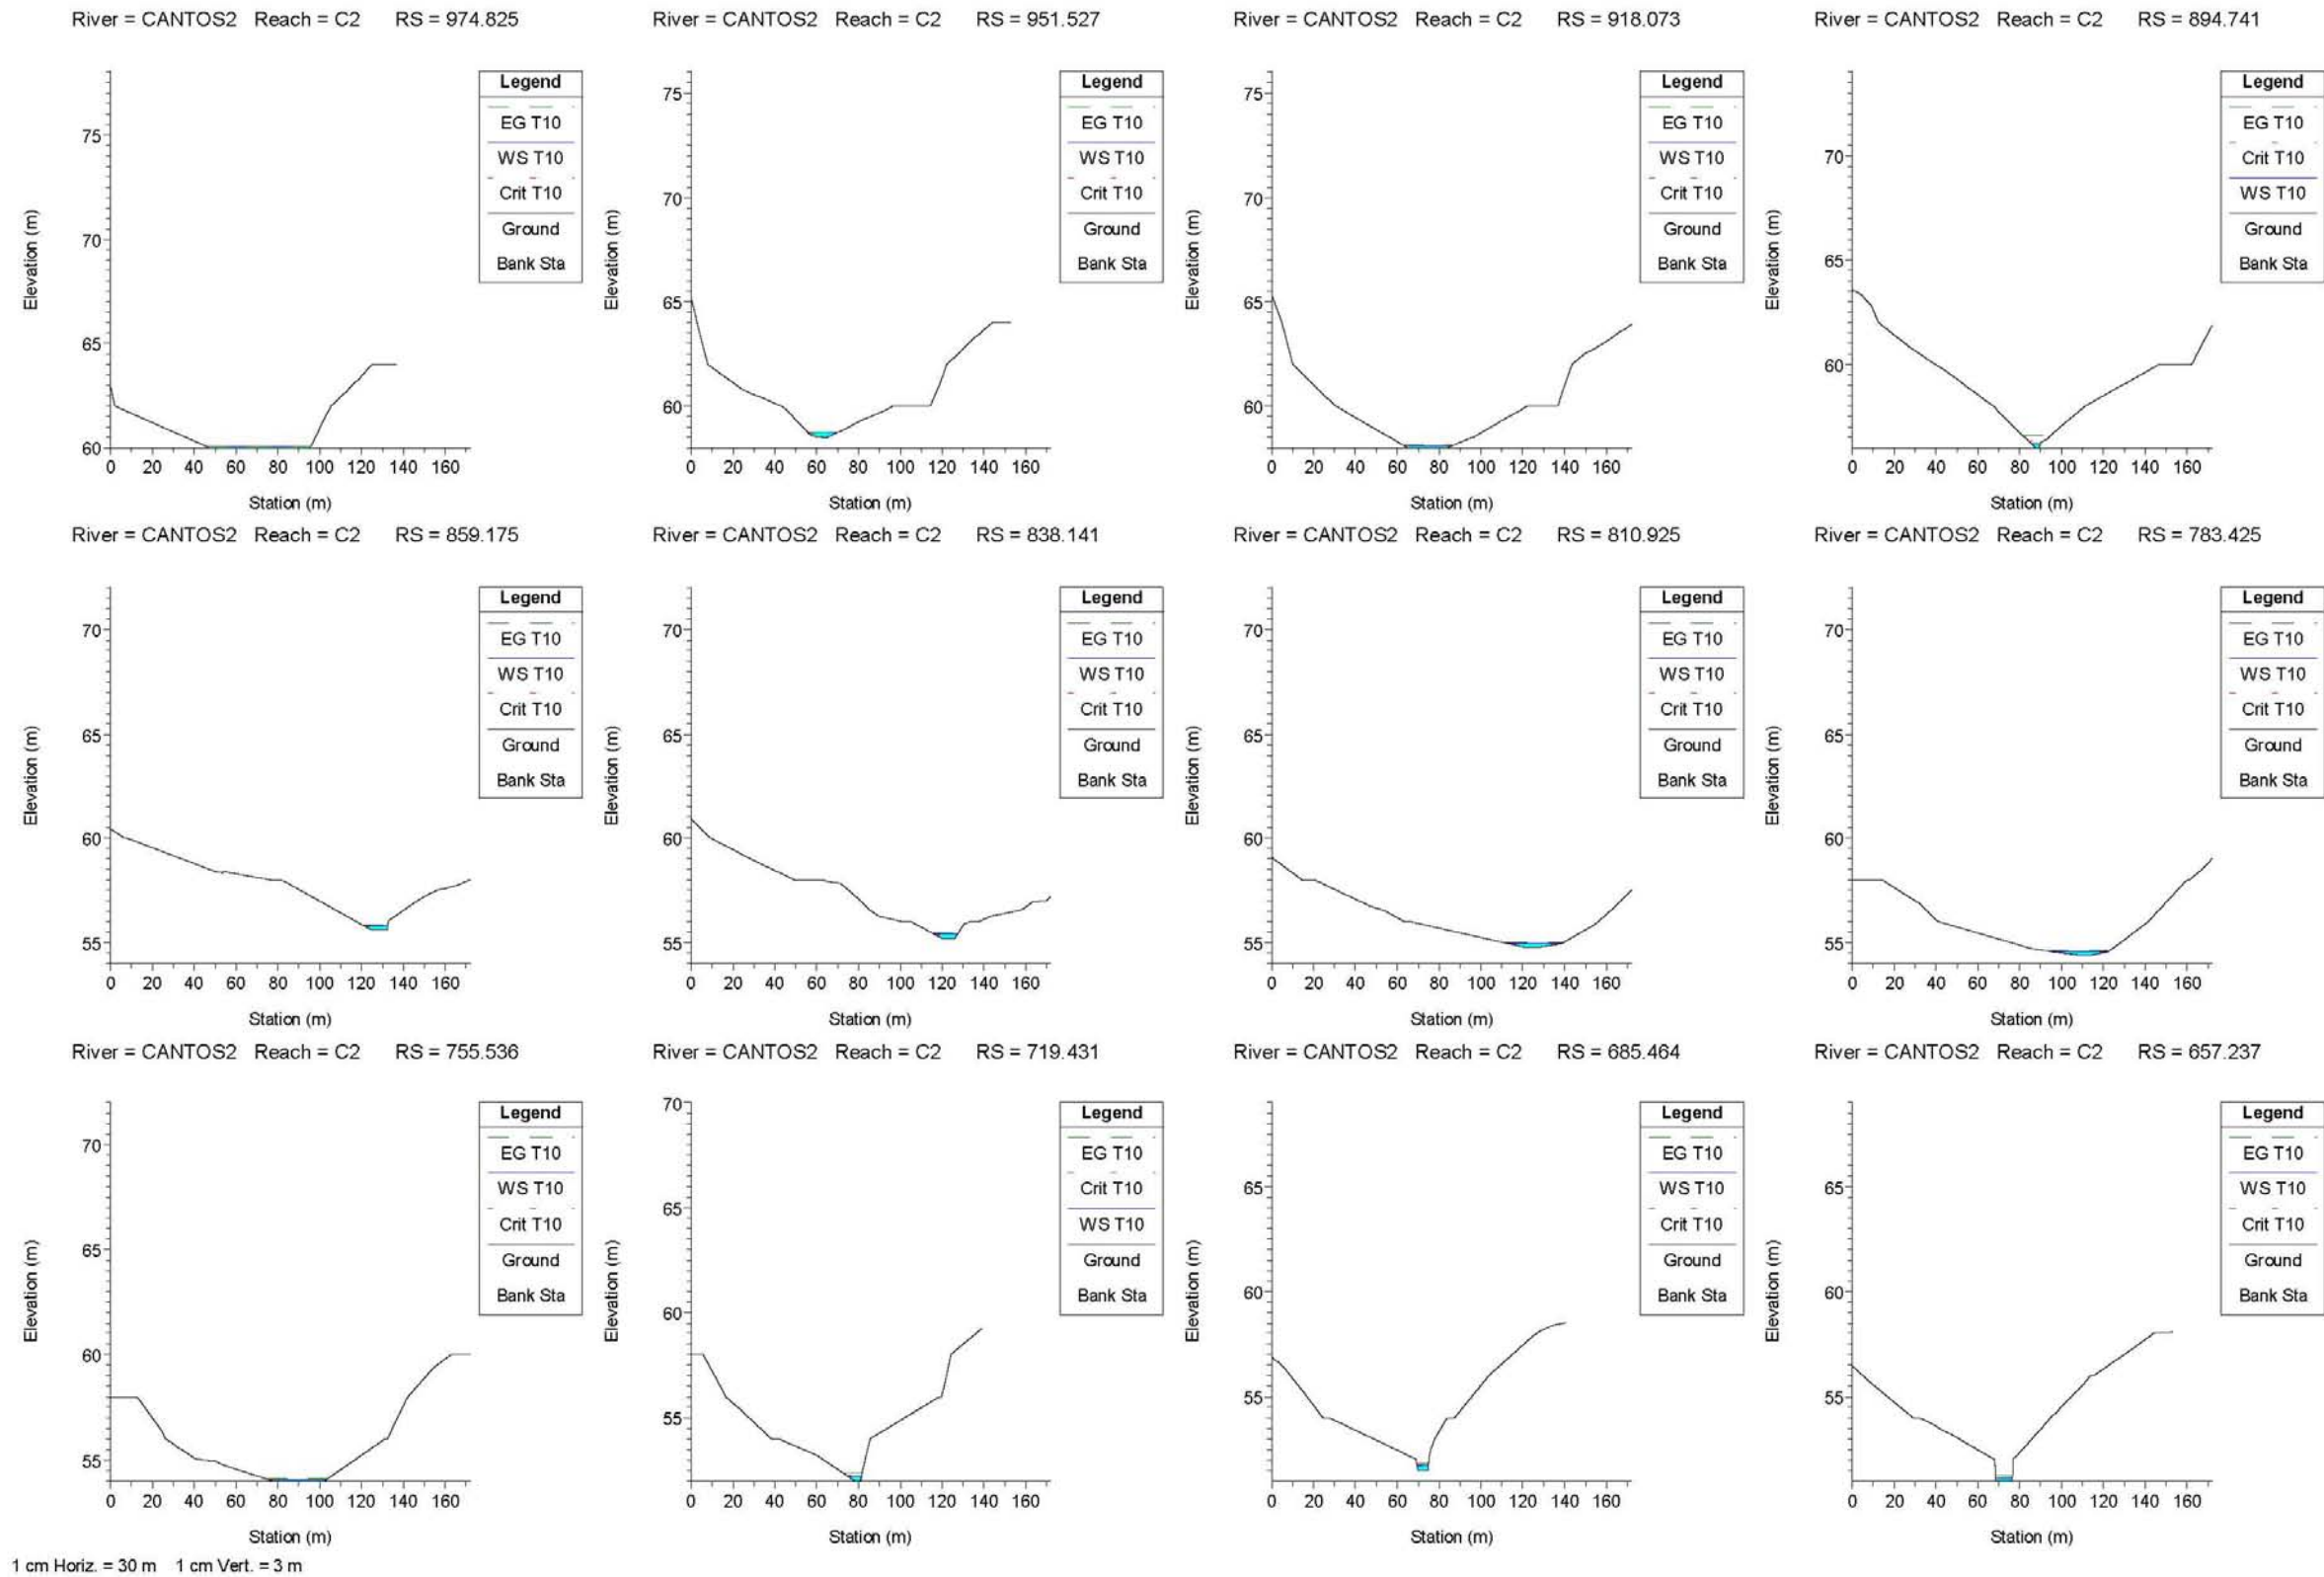 River = CANTOS2 Reach = C2 RS = 974.825
Legend
EG T10
WS T10
Crit T10
Ground
Bank Sta
75
70
65
60
0 20 40 60 80 100 120 140 160
Elevation (m)
Station (m)
River = CANTOS2 Reach = C2 RS = 951.527
Legend
EG T10
WS T10
Crit T10
Ground
Bank Sta
75
70
65
60
0 20 40 60 80 100 120 140 160
Elevation (m)
Station (m)
River = CANTOS2 Reach = C2 RS = 918.073
Legend
EG T10
WS T10
Crit T10
Ground
Bank Sta
75
70
65
60
0 20 40 60 80 100 120 140 160
Elevation (m)
Station (m)
River = CANTOS2 Reach = C2 RS = 894.741
Legend
EG T10
Crit T10
WS T10
Ground
Bank Sta
70
65
60
0 20 40 60 80 100 120 140 160
Elevation (m)
Station (m)
River = CANTOS2 Reach = C2 RS = 859.175
Legend
EG T10
WS T10
Crit T10
Ground
Bank Sta
70
65
60
55
0 20 40 60 80 100 120 140 160
Elevation (m)
Station (m)
River = CANTOS2 Reach = C2 RS = 838.141
Legend
EG T10
WS T10
Crit T10
Ground
Bank Sta
70
65
60
55
0 20 40 60 80 100 120 140 160
Elevation (m)
Station (m)
River = CANTOS2 Reach = C2 RS = 810.925
Legend
EG T10
WS T10
Crit T10
Ground
Bank Sta
70
65
60
55
0 20 40 60 80 100 120 140 160
Elevation (m)
Station (m)
River = CANTOS2 Reach = C2 RS = 783.425
Legend
EG T10
WS T10
Crit T10
Ground
Bank Sta
70
65
60
55
0 20 40 60 80 100 120 140 160
Elevation (m)
Station (m)
River = CANTOS2 Reach = C2 RS = 755.536
Legend
EG T10
WS T10
Crit T10
Ground
Bank Sta
70
65
60
55
0 20 40 60 80 100 120 140 160
Elevation (m)
Station (m)
River = CANTOS2 Reach = C2 RS = 719.431
Legend
EG T10
Crit T10
WS T10
Ground
Bank Sta
70
65
60
55
0 20 40 60 80 100 120 140 160
Elevation (m)
Station (m)
River = CANTOS2 Reach = C2 RS = 685.464
Legend
EG T10
WS T10
Crit T10
Ground
Bank Sta
65
60
55
0 20 40 60 80 100 120 140 160
Elevation (m)
Station (m)
River = CANTOS2 Reach = C2 RS = 657.237
Legend
EG T10
WS T10
Crit T10
Ground
Bank Sta
65
60
55
0 20 40 60 80 100 120 140 160
Elevation (m)
Station (m)
1 cm Horiz. = 30 m 1 cm Vert. = 3 m